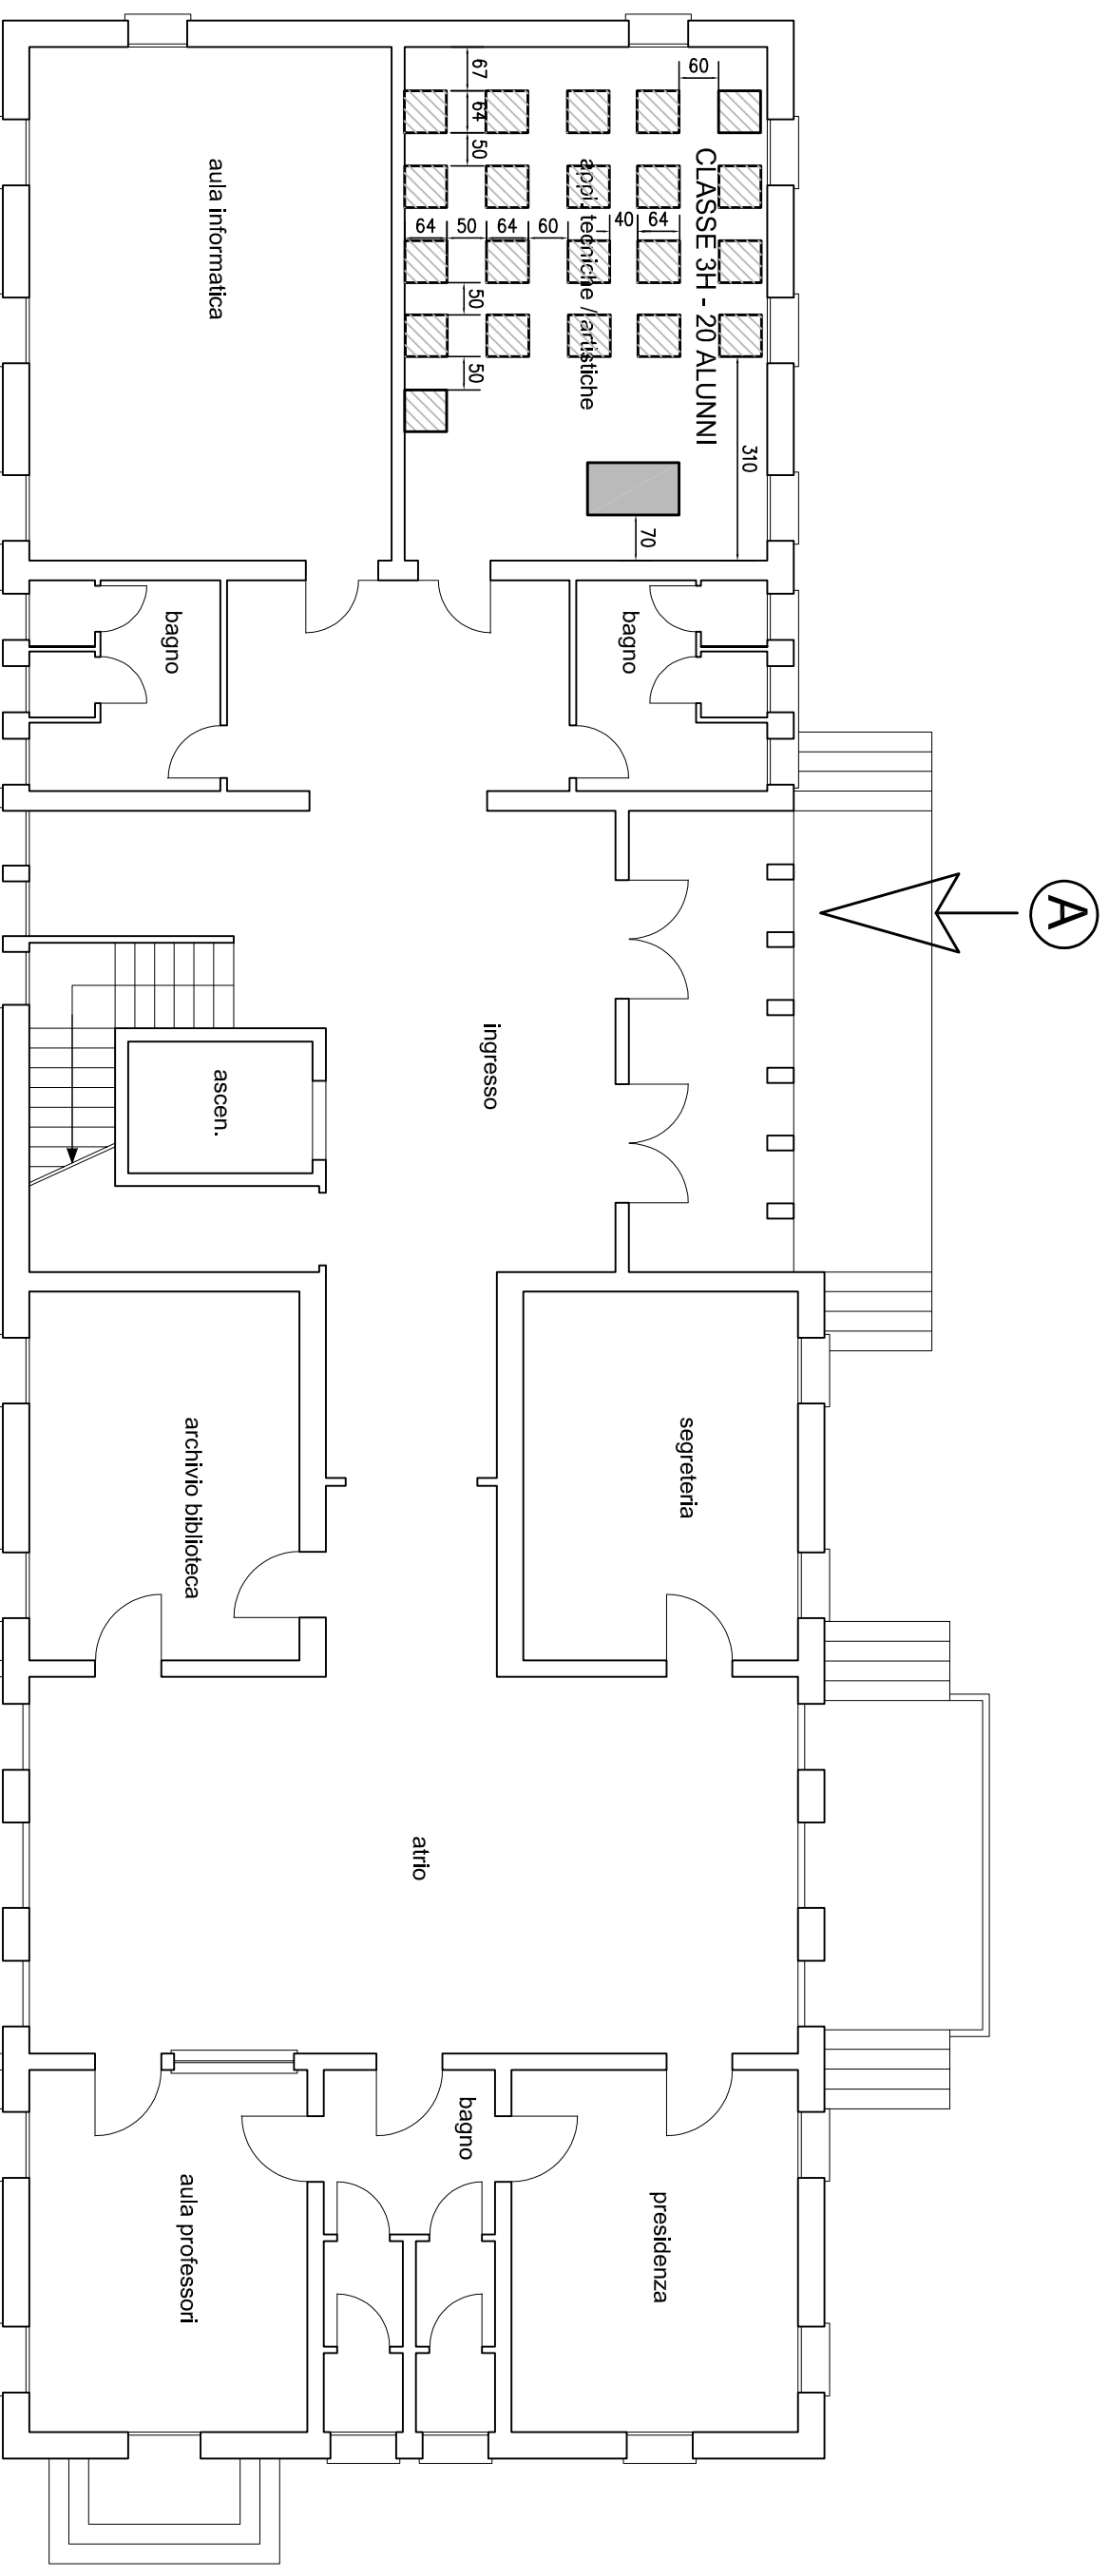 A
CLASSE 3H - 20 ALUNNI
appl. tecniche / artistiche
60
67
64
50
64
50
64
60
40
64
50
50
310
70
aula informatica
bagno
bagno
ingresso
ascen.
segreteria
archivio biblioteca
atrio
bagno
presidenza
aula professori